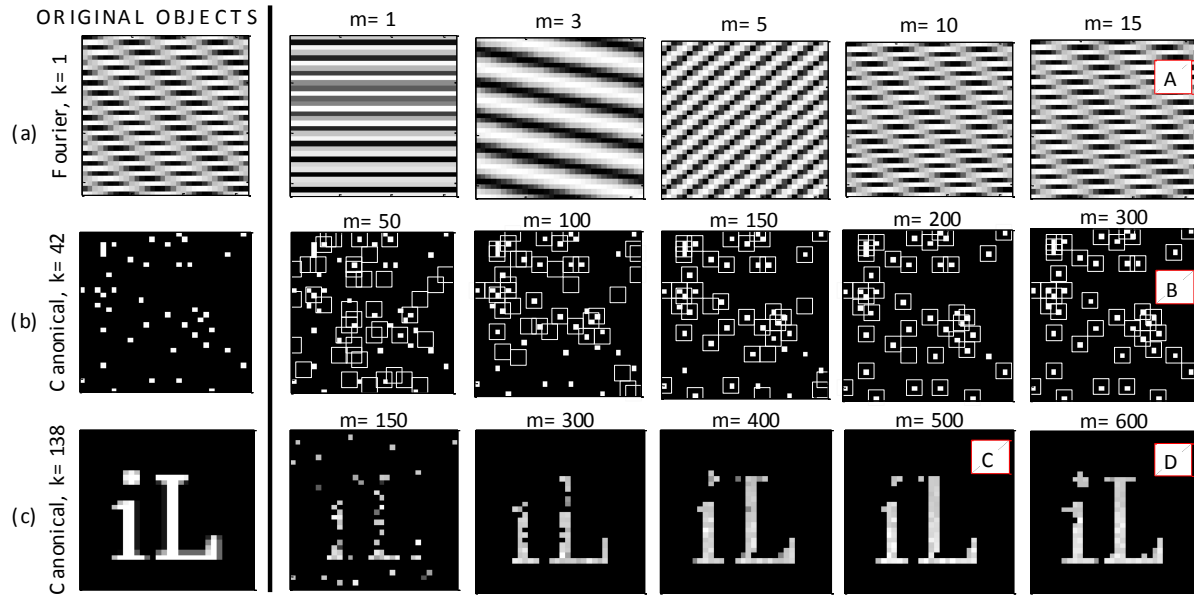 ORIGINAL OBJECTS
m= 1 m= 3 m= 5 m= 10 m= 15
(a) Fourier, k= 1
A
m= 50 m= 100 m= 150 m= 200 m= 300
(b) Canonical, k= 42
B
m= 150 m= 300 m= 400 m= 500 m= 600
(c) Canonical, k= 138
iL
C
D